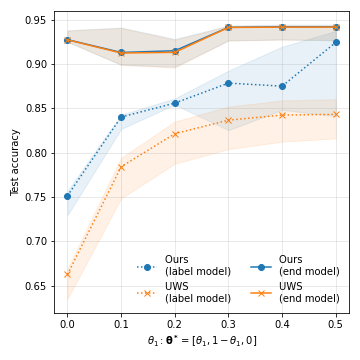 0.95
0.90
0.85
0.80
0.75
0.70
0.65
Test accuracy
Ours
(label model)
UWS
(label model)
Ours
(end model)
UWS
(end model)
0.0 0.1 0.2 0.3 0.4 0.5
θ₁: 𝛉* = [θ₁, 1 − θ₁, 0]